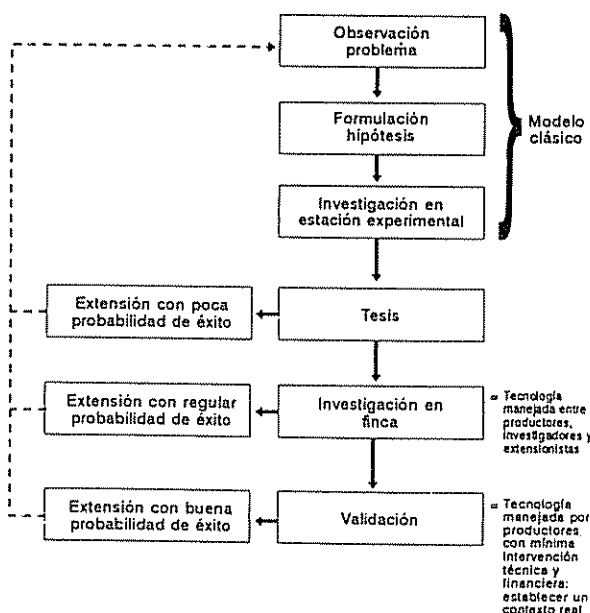 Observación
problema
Formulación
hipótesis
Modelo
clásico
Investigación en
estación experimental
Extensión con poca
probabilidad de éxito
Tesis
Extensión con regular
probabilidad de éxito
Investigación en
finca
= Tecnología
manejada entre
productores,
investigadores y
extensionistas
Extensión con buena
probabilidad de éxito
Validación
= Tecnología
manejada por
productores
con mínima
intervención
técnica y
financiera:
establecer un
contexto real